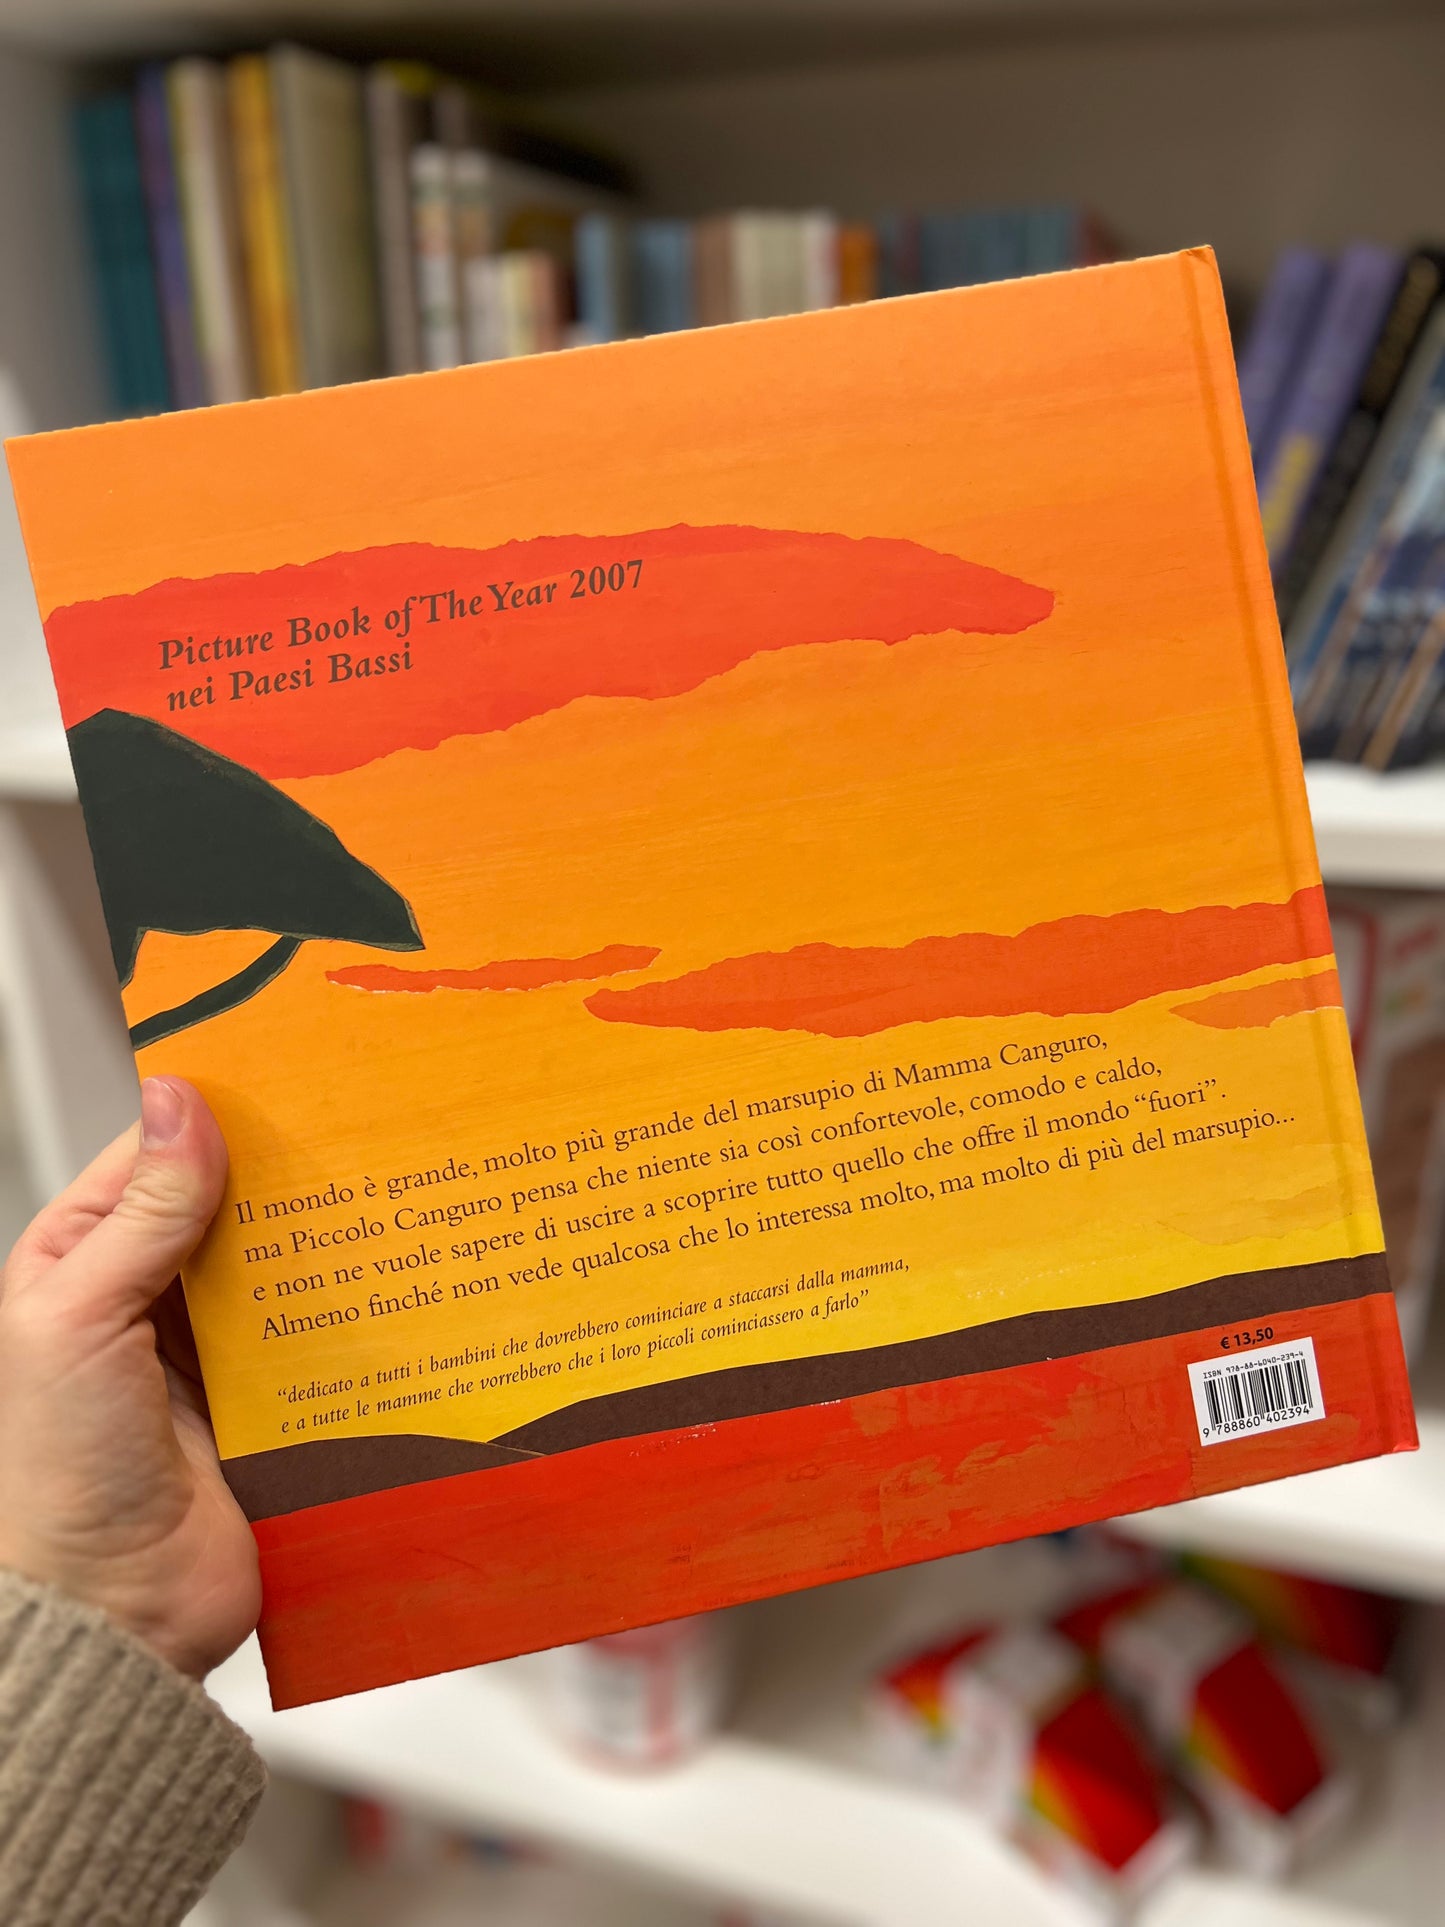 Picture Book of The Year 2007
nei Paesi Bassi
Il mondo è grande, molto più grande del marsupio di Mamma Canguro,
ma Piccolo Canguro pensa che niente sia così confortevole, comodo e caldo,
e non ne vuole sapere di uscire a scoprire tutto quello che offre il mondo “fuori”.
Almeno finché non vede qualcosa che lo interessa molto, ma molto di più del marsupio...
“dedicato a tutti i bambini che dovrebbero cominciare a staccarsi dalla mamma,
e a tutte le mamme che vorrebbero che i loro piccoli cominciassero a farlo”
€ 13,50
ISBN 978-88-6040-239-4
9 788860 402394